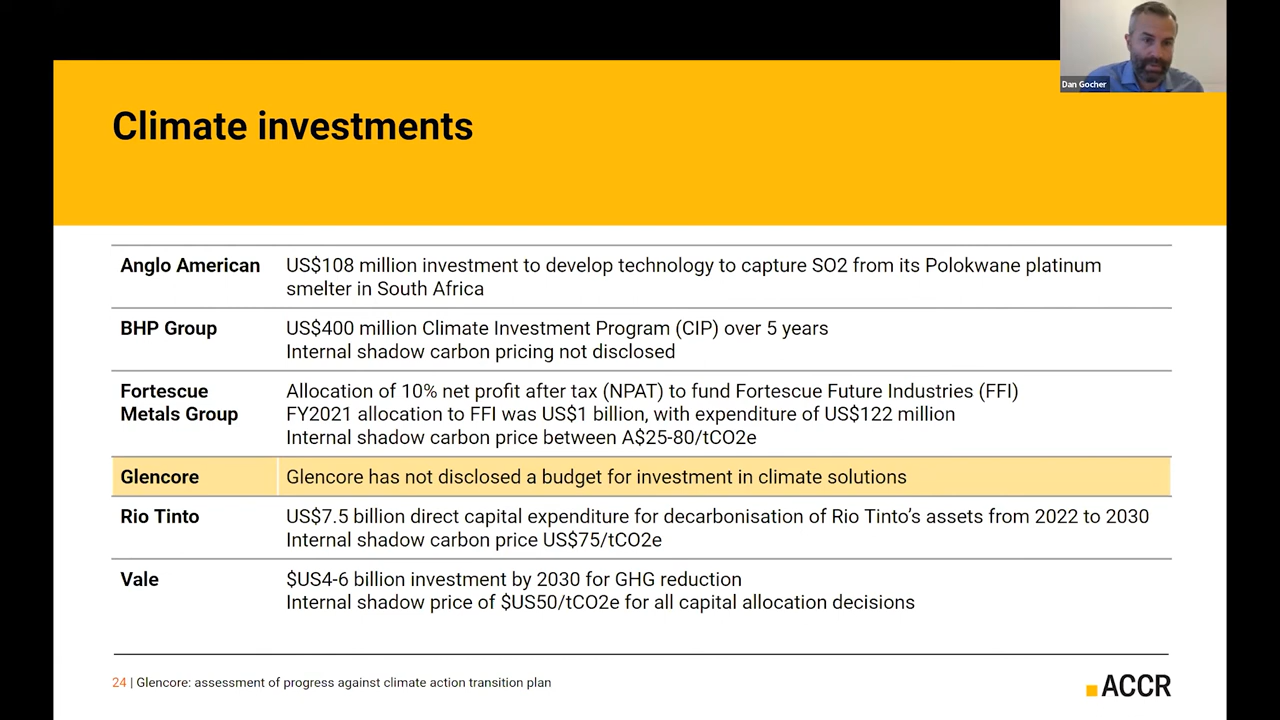 Dan Gocher
Climate investments
Anglo American US$108 million investment to develop technology to capture SO2 from its Polokwane platinum
smelter in South Africa
BHP Group US$400 million Climate Investment Program (CIP) over 5 years
Internal shadow carbon pricing not disclosed
Fortescue Allocation of 10% net profit after tax (NPAT) to fund Fortescue Future Industries (FFI)
Metals Group FY2021 allocation to FFI was US$1 billion, with expenditure of US$122 million
Internal shadow carbon price between A$25-80/tCO2e
Glencore Glencore has not disclosed a budget for investment in climate solutions
Rio Tinto US$7.5 billion direct capital expenditure for decarbonisation of Rio Tinto’s assets from 2022 to 2030
Internal shadow carbon price US$75/tCO2e
Vale $US4-6 billion investment by 2030 for GHG reduction
Internal shadow price of $US50/tCO2e for all capital allocation decisions
24 | Glencore: assessment of progress against climate action transition plan
ACCR